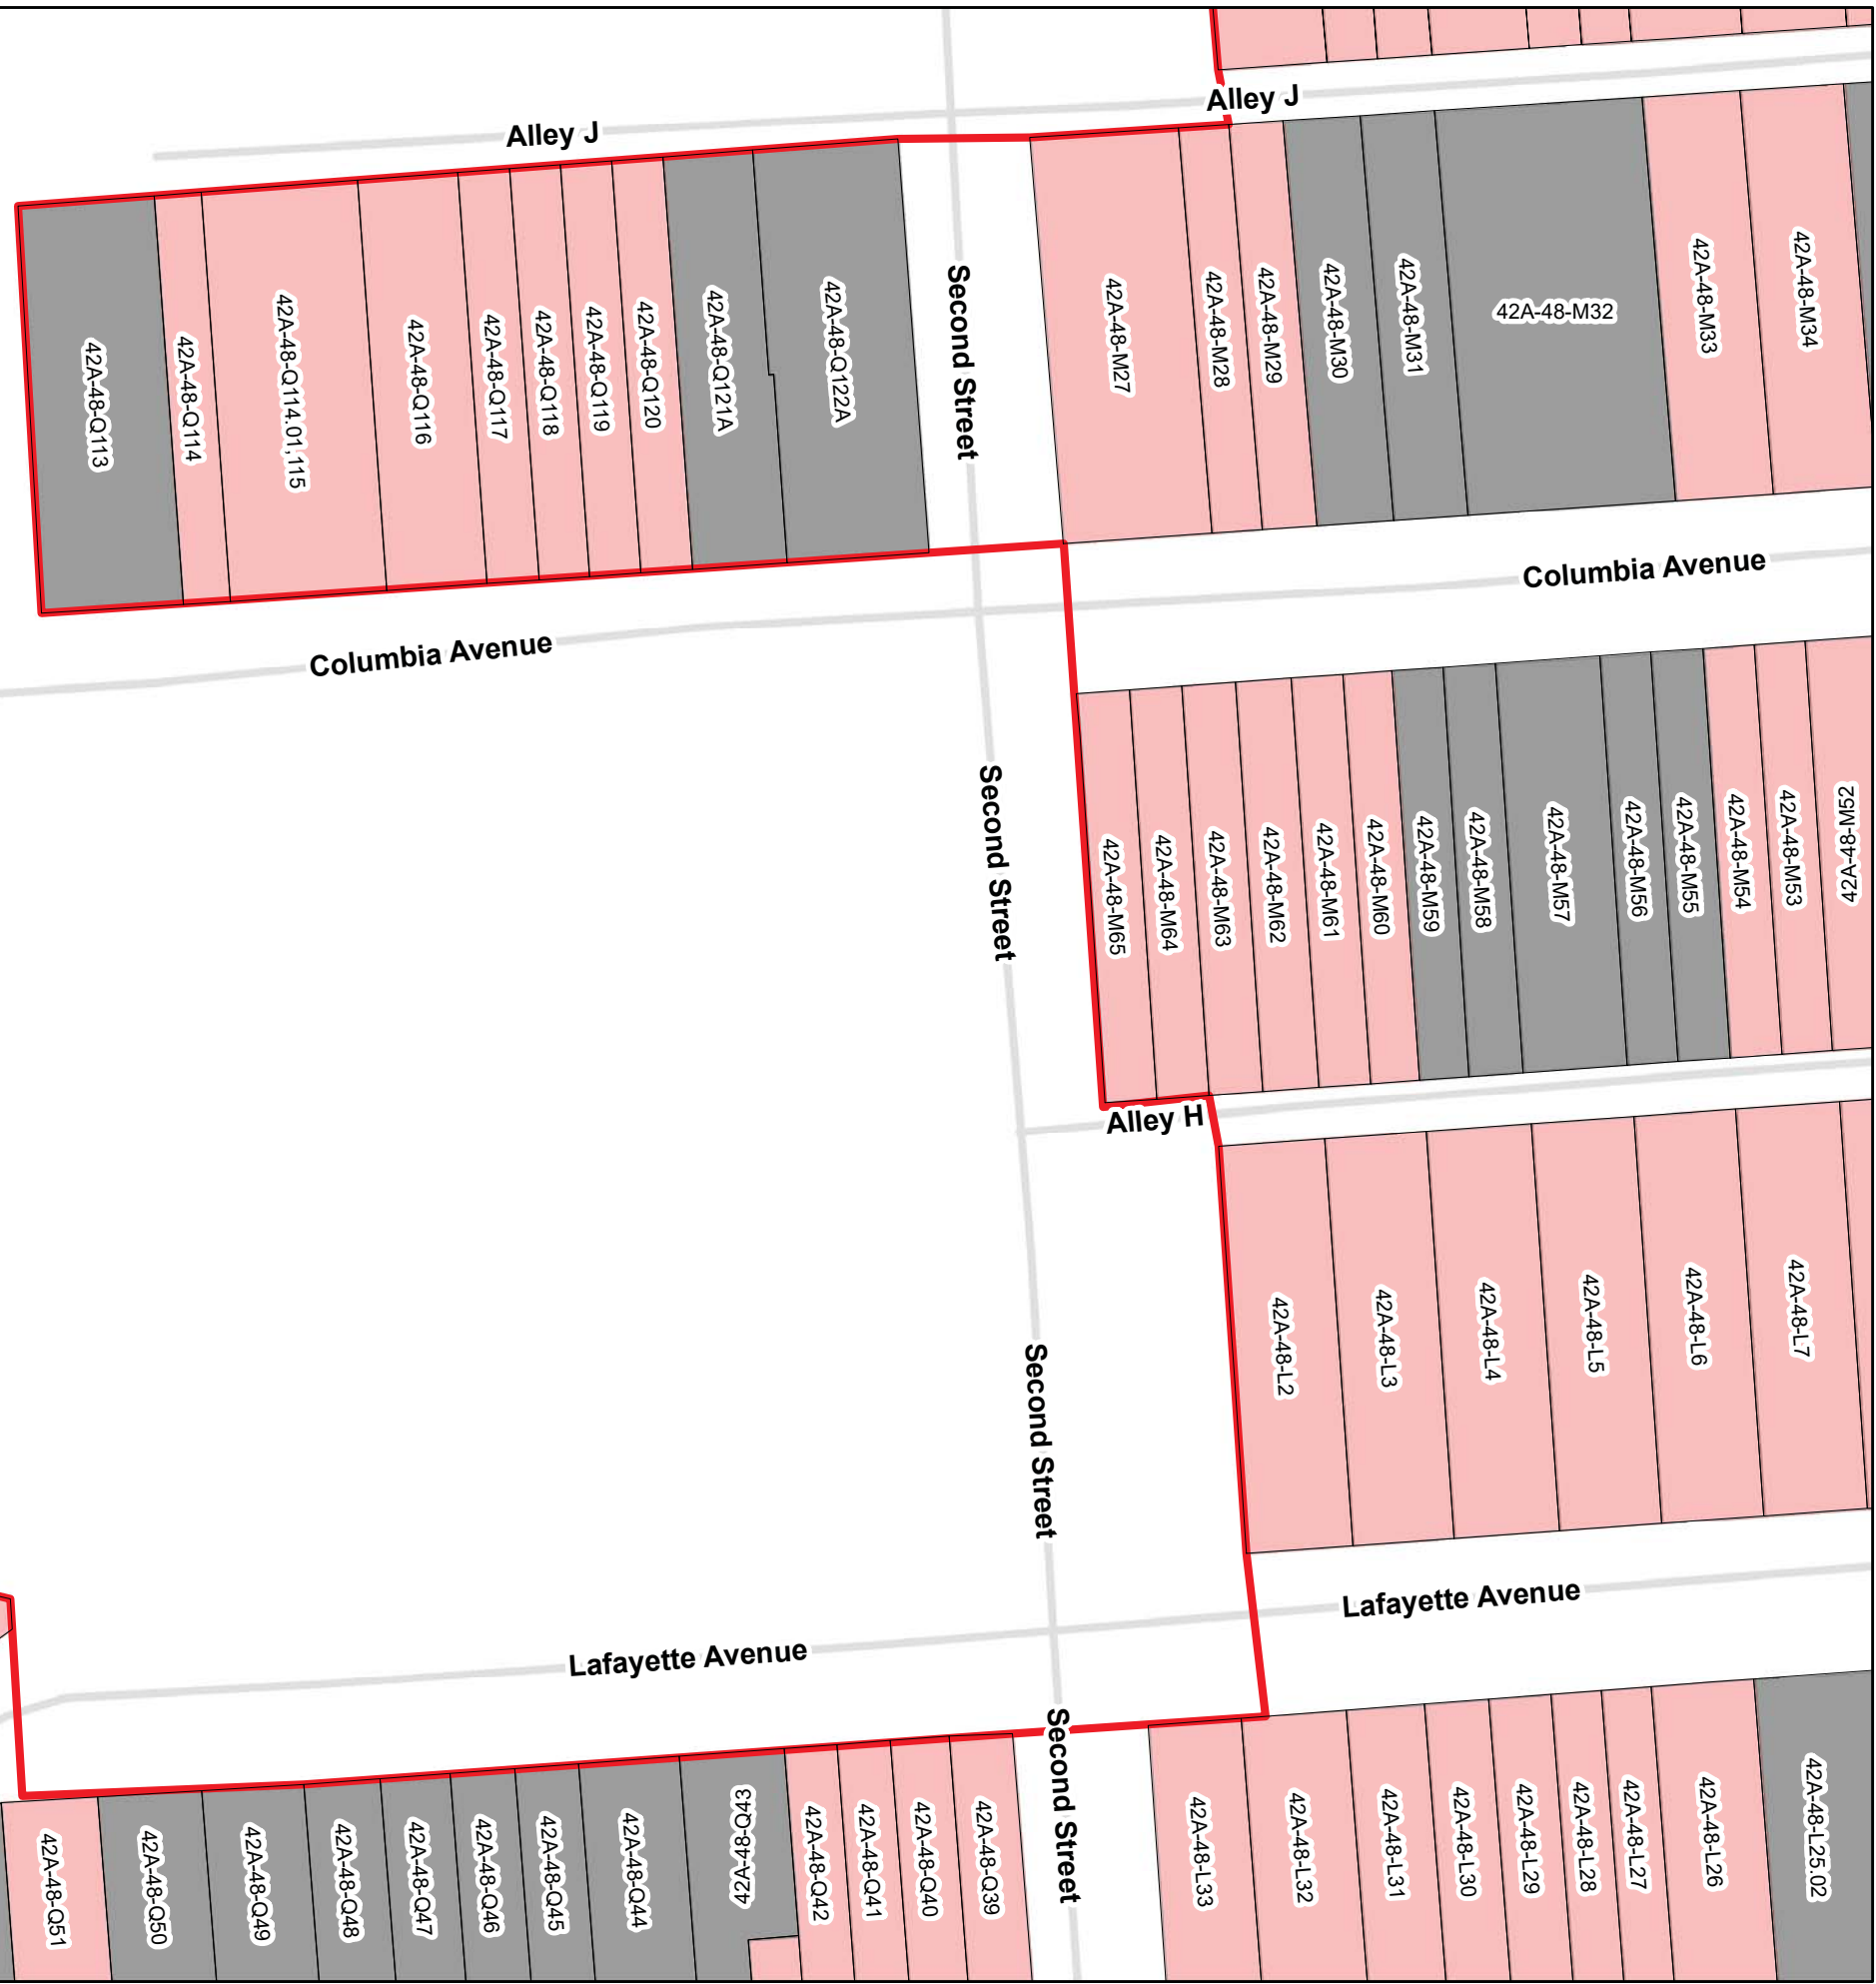 Alley J
Alley J
42A-48-Q113
42A-48-Q114
42A-48-Q114.01,115
42A-48-Q116
42A-48-Q117
42A-48-Q118
42A-48-Q119
42A-48-Q120
42A-48-Q121A
42A-48-Q122A
Second Street
42A-48-M27
42A-48-M28
42A-48-M29
42A-48-M30
42A-48-M31
42A-48-M32
42A-48-M33
42A-48-M34
Columbia Avenue
Columbia Avenue
Second Street
42A-48-M65
42A-48-M64
42A-48-M63
42A-48-M62
42A-48-M61
42A-48-M60
42A-48-M59
42A-48-M58
42A-48-M57
42A-48-M56
42A-48-M55
42A-48-M54
42A-48-M53
42A-48-M52
Alley H
Second Street
42A-48-L2
42A-48-L3
42A-48-L4
42A-48-L5
42A-48-L6
42A-48-L7
Lafayette Avenue
Lafayette Avenue
42A-48-Q51
42A-48-Q50
42A-48-Q49
42A-48-Q48
42A-48-Q47
42A-48-Q46
42A-48-Q45
42A-48-Q44
42A-48-Q43
42A-48-Q42
42A-48-Q41
42A-48-Q40
42A-48-Q39
Second Street
42A-48-L33
42A-48-L32
42A-48-L31
42A-48-L30
42A-48-L29
42A-48-L28
42A-48-L27
42A-48-L26
42A-48-L25.02